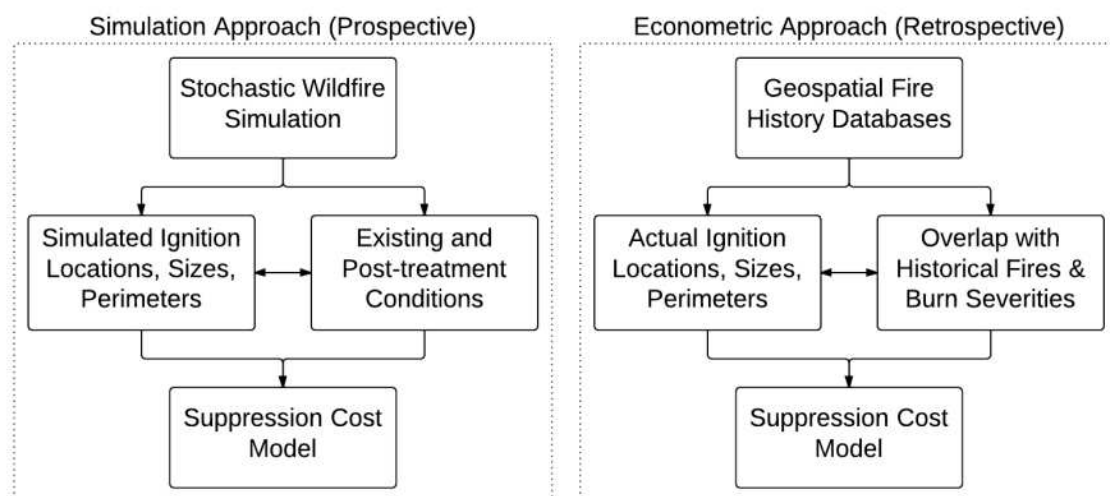 Simulation Approach (Prospective)
Stochastic Wildfire
Simulation
Simulated Ignition
Locations, Sizes,
Perimeters
Existing and
Post-treatment
Conditions
Suppression Cost
Model
Econometric Approach (Retrospective)
Geospatial Fire
History Databases
Actual Ignition
Locations, Sizes,
Perimeters
Overlap with
Historical Fires &
Burn Severities
Suppression Cost
Model